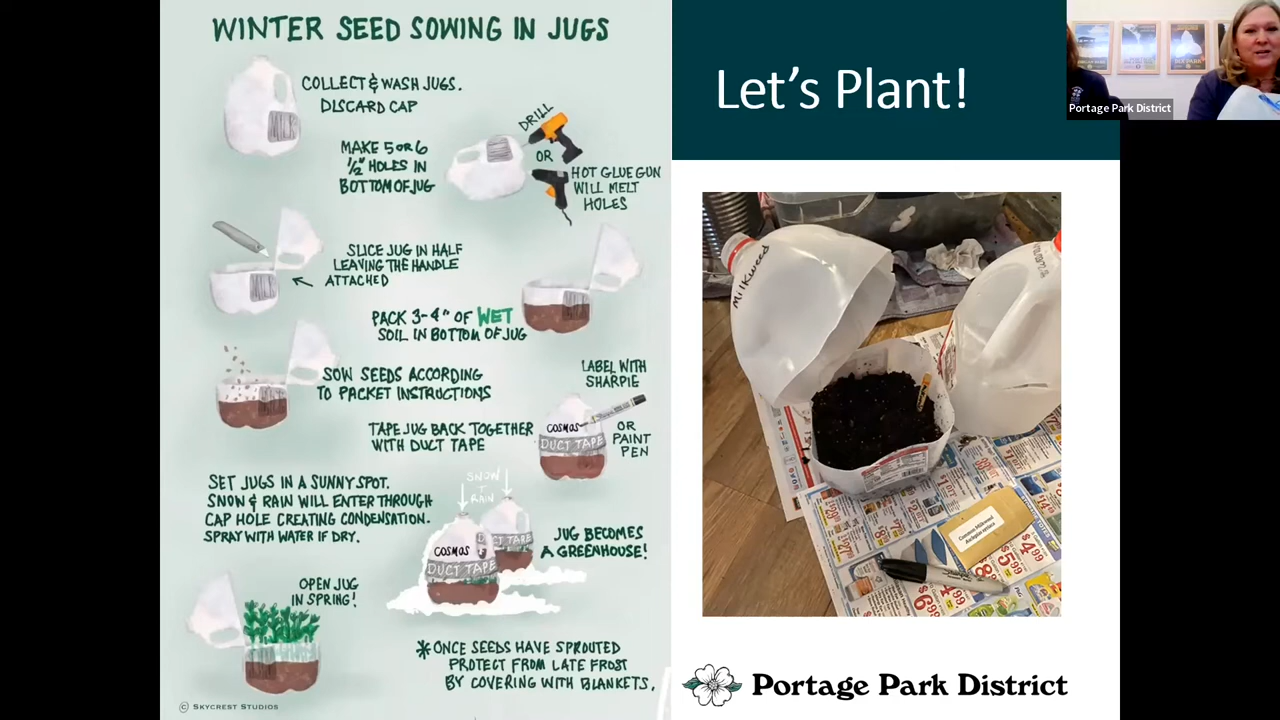 WINTER SEED SOWING IN JUGS
COLLECT & WASH JUGS.
DISCARD CAP
MAKE 5 OR 6
1/2" HOLES IN
BOTTOM OF JUG
DRILL
OR
HOT GLUE GUN
WILL MELT
HOLES
SLICE JUG IN HALF
LEAVING THE HANDLE
ATTACHED
PACK 3-4" OF WET
SOIL IN BOTTOM OF JUG
SOW SEEDS ACCORDING
TO PACKET INSTRUCTIONS
LABEL WITH
SHARPIE
OR
PAINT
PEN
COSMOS
DUCT TAPE
TAPE JUG BACK TOGETHER
WITH DUCT TAPE
SET JUGS IN A SUNNY SPOT.
SNOW & RAIN WILL ENTER THROUGH
CAP HOLE CREATING CONDENSATION.
SPRAY WITH WATER IF DRY.
SNOW
RAIN
COSMOS
DUCT TAPE
DUCT TAPE
JUG BECOMES
A GREENHOUSE!
OPEN JUG
IN SPRING!
*ONCE SEEDS HAVE SPROUTED
PROTECT FROM LATE FROST
BY COVERING WITH BLANKETS.
© SKYCREST STUDIOS
Let's Plant!
Milkweed
Common Milkweed
$4.99
$5.99
Portage Park District
Portage Park District